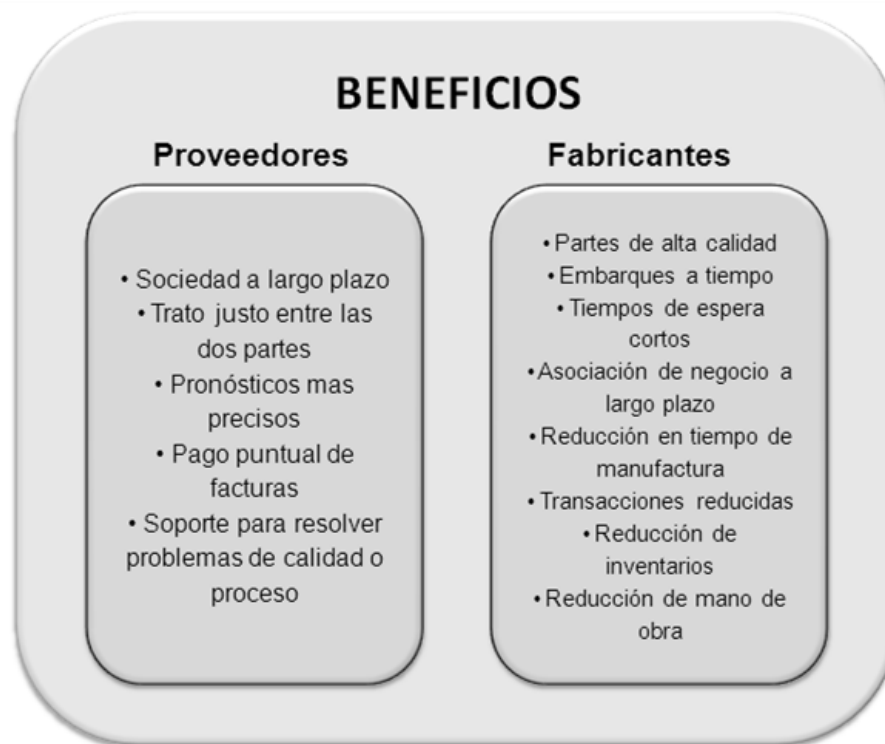 BENEFICIOS
Proveedores
• Sociedad a largo plazo
• Trato justo entre las
dos partes
• Pronósticos mas
precisos
• Pago puntual de
facturas
• Soporte para resolver
problemas de calidad o
proceso
Fabricantes
• Partes de alta calidad
• Embarques a tiempo
• Tiempos de espera
cortos
• Asociación de negocio a
largo plazo
• Reducción en tiempo de
manufactura
• Transacciones reducidas
• Reducción de
inventarios
• Reducción de mano de
obra